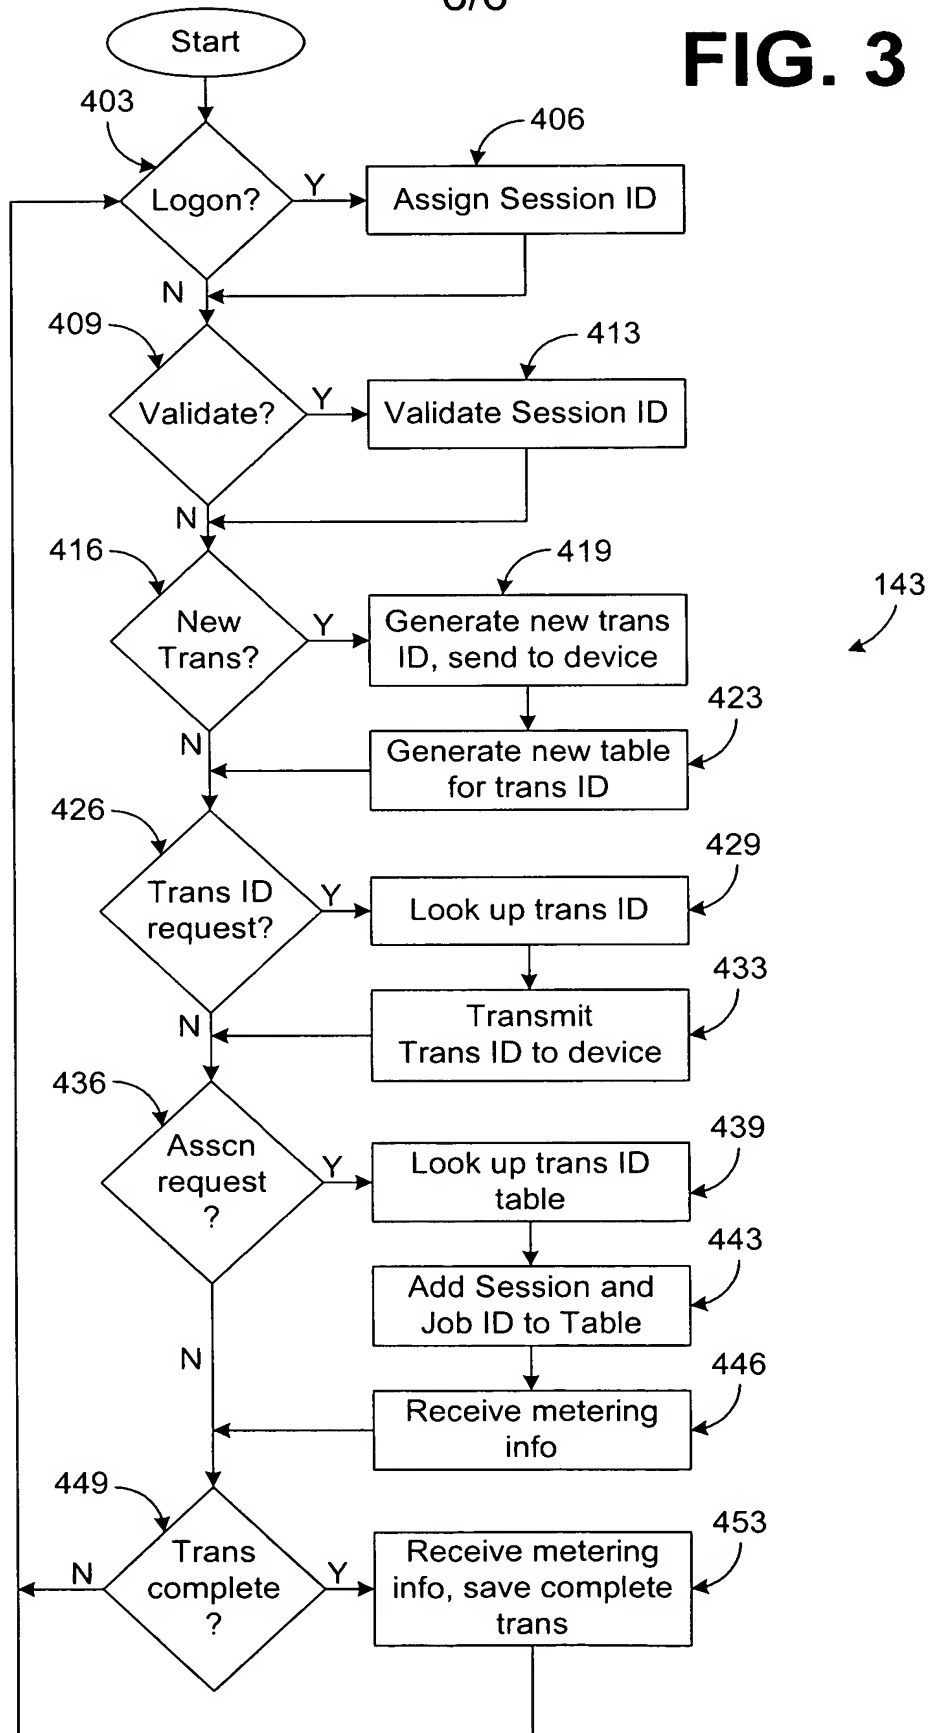 Start
FIG. 3
403
406
Logon?
Y
Assign Session ID
N
409
413
Validate?
Y
Validate Session ID
N
416
419
143
New
Trans?
Y
Generate new trans
ID, send to device
423
N
Generate new table
for trans ID
426
429
Trans ID
request?
Y
Look up trans ID
433
N
Transmit
Trans ID to device
436
439
Asscn
request
?
Y
Look up trans ID
table
443
Add Session and
Job ID to Table
N
446
Receive metering
info
449
453
Trans
complete
?
N
Y
Receive metering
info, save complete
trans